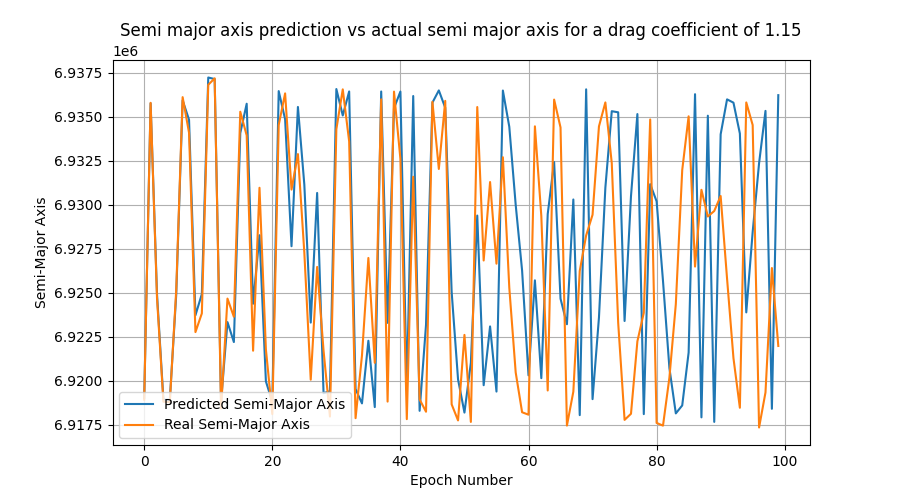 Semi major axis prediction vs actual semi major axis for a drag coefficient of 1.15
1e6
6.9375
6.9350
6.9325
6.9300
6.9275
6.9250
6.9225
6.9200
6.9175
Semi-Major Axis
Predicted Semi-Major Axis
Real Semi-Major Axis
0 20 40 60 80 100
Epoch Number